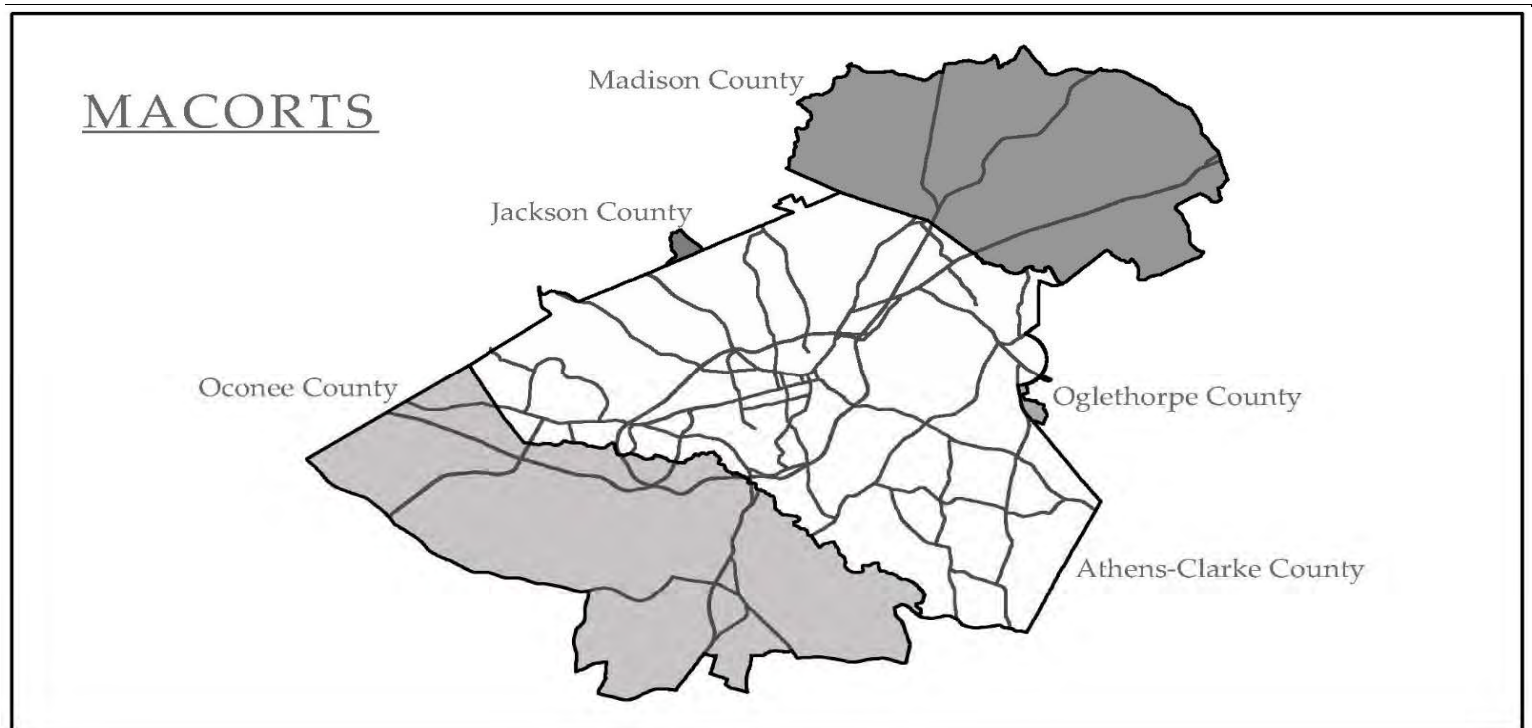 MACORTS
Madison County
Jackson County
Oconee County
Oglethorpe County
Athens-Clarke County